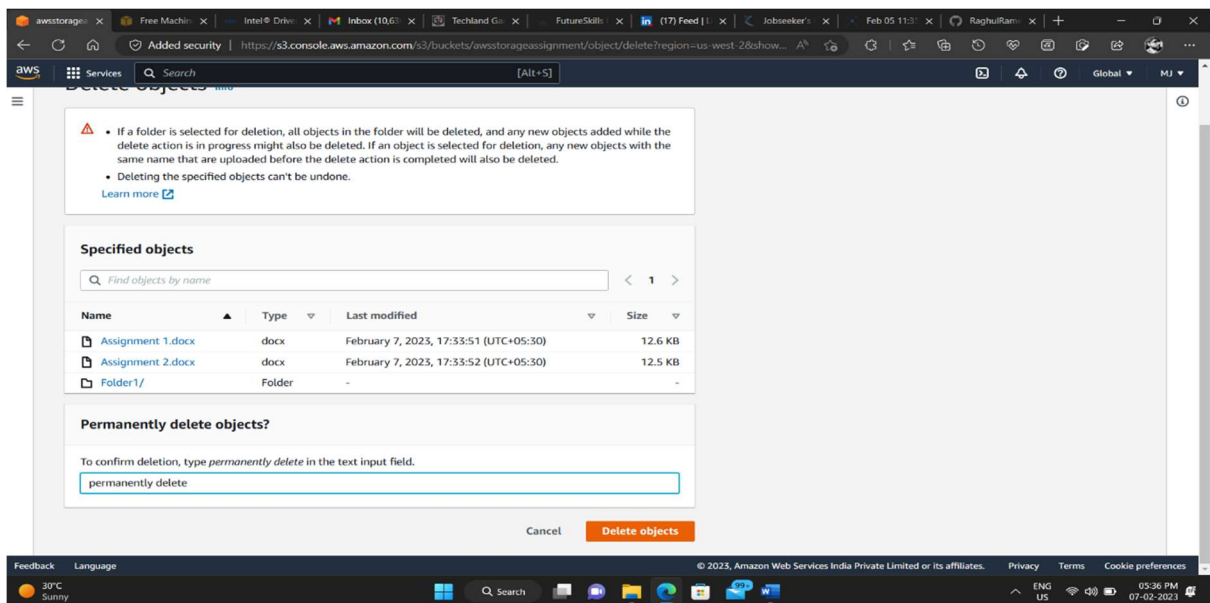 awsstoragea
Free Machin
Intel® Drive
Inbox (10,63
Techland Ga
FutureSkills
(17) Feed | L
Jobseeker's
Feb 05 11:3
RaghulRam
Added security
https://s3.console.aws.amazon.com/s3/buckets/awsstorageassignment/object/delete?region=us-west-2&show...
aws
Services
Search
[Alt+S]
Global
MJ
Delete objects Info
• If a folder is selected for deletion, all objects in the folder will be deleted, and any new objects added while the
delete action is in progress might also be deleted. If an object is selected for deletion, any new objects with the
same name that are uploaded before the delete action is completed will also be deleted.
• Deleting the specified objects can't be undone.
Learn more
Specified objects
Find objects by name
1
Name Type Last modified Size
Assignment 1.docx docx February 7, 2023, 17:33:51 (UTC+05:30) 12.6 KB
Assignment 2.docx docx February 7, 2023, 17:33:52 (UTC+05:30) 12.5 KB
Folder1/ Folder - -
Permanently delete objects?
To confirm deletion, type permanently delete in the text input field.
permanently delete
Cancel
Delete objects
Feedback Language © 2023, Amazon Web Services India Private Limited or its affiliates. Privacy Terms Cookie preferences
30°C
Sunny
Search
99+
ENG
US
05:36 PM
07-02-2023